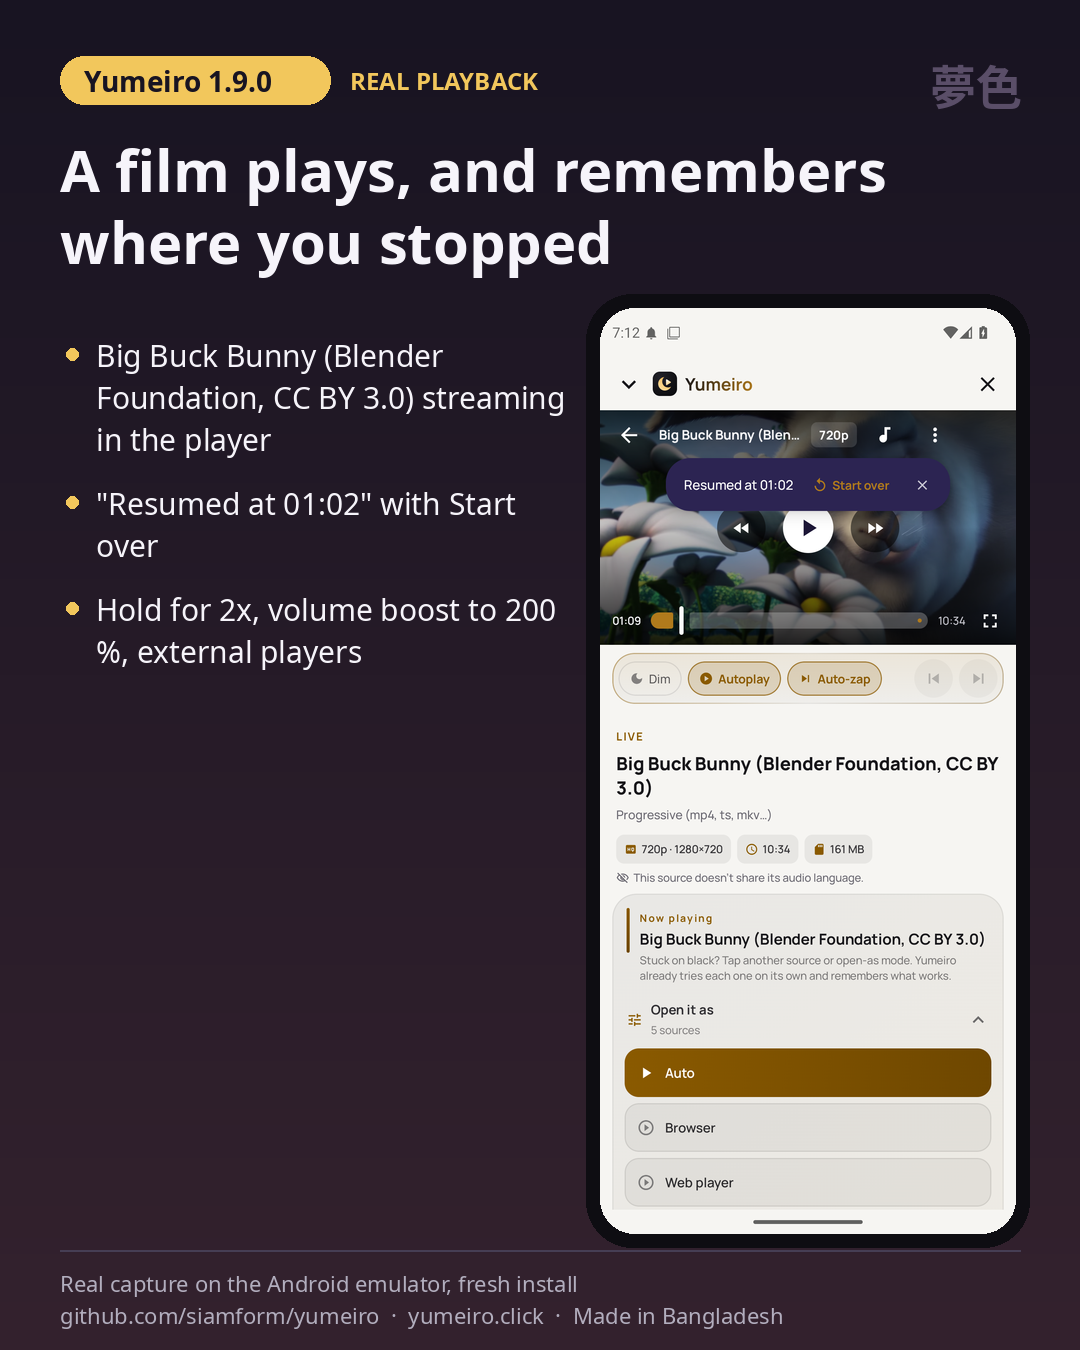 Yumeiro 1.9.0
REAL PLAYBACK
夢色
A film plays, and remembers
where you stopped
Big Buck Bunny (Blender
Foundation, CC BY 3.0) streaming
in the player
"Resumed at 01:02" with Start
over
Hold for 2x, volume boost to 200
%, external players
7:12
Yumeiro
Big Buck Bunny (Blen...
720p
Resumed at 01:02
Start over
01:09
10:34
Dim
Autoplay
Auto-zap
LIVE
Big Buck Bunny (Blender Foundation, CC BY
3.0)
Progressive (mp4, ts, mkv...)
HQ
720p · 1280×720
10:34
161 MB
This source doesn't share its audio language.
Now playing
Big Buck Bunny (Blender Foundation, CC BY 3.0)
Stuck on black? Tap another source or open-as mode. Yumeiro
already tries each one on its own and remembers what works.
Open it as
5 sources
Auto
Browser
Web player
Real capture on the Android emulator, fresh install
github.com/siamform/yumeiro · yumeiro.click · Made in Bangladesh